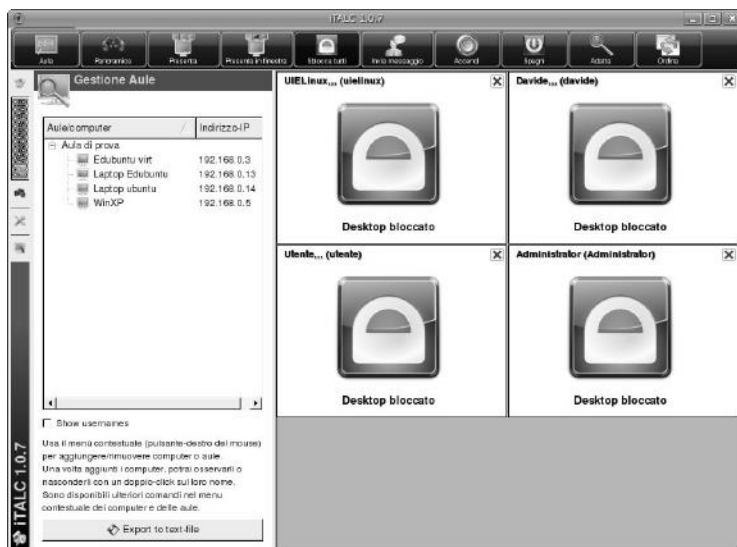 iTALC 1.0.7
Aula
Panoramica
Presenta
Presenta in finestra
Sblocca tutti
Invia messaggio
Accendi
Spegni
Adatta
Ordina
Gestione Aule
Aule/computer
Indirizzo-IP
Aula di prova
Edubuntu virt 192.168.0.3
Laptop Edubuntu 192.168.0.13
Laptop ubuntu 192.168.0.14
WinXP 192.168.0.5
Show usernames
Usa il menù contestuale (pulsante-destro del mouse)
per aggiungere/rimuovere computer o aule.
Una volta aggiunti i computer, potrai osservarli o
nasconderli con un doppio-click sul loro nome.
Sono disponibili ulteriori comandi nel menu
contestuale dei computer e delle aule.
Export to text-file
iTALC 1.0.7
UIELinux,,, (uielinux)
Desktop bloccato
Davide,,, (davide)
Desktop bloccato
Utente,,, (utente)
Desktop bloccato
Administrator (Administrator)
Desktop bloccato